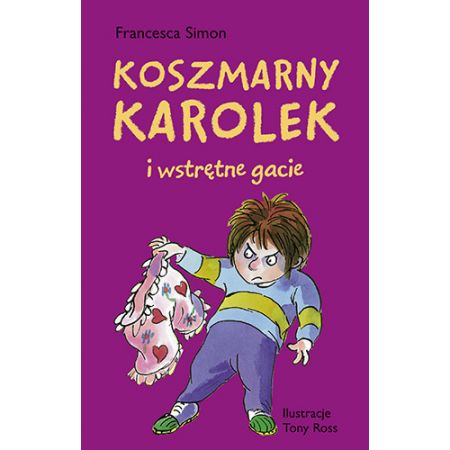 Francesca Simon
KOSZMARNY
KAROLEK
i wstrętne gacie
Ilustracje
Tony Ross